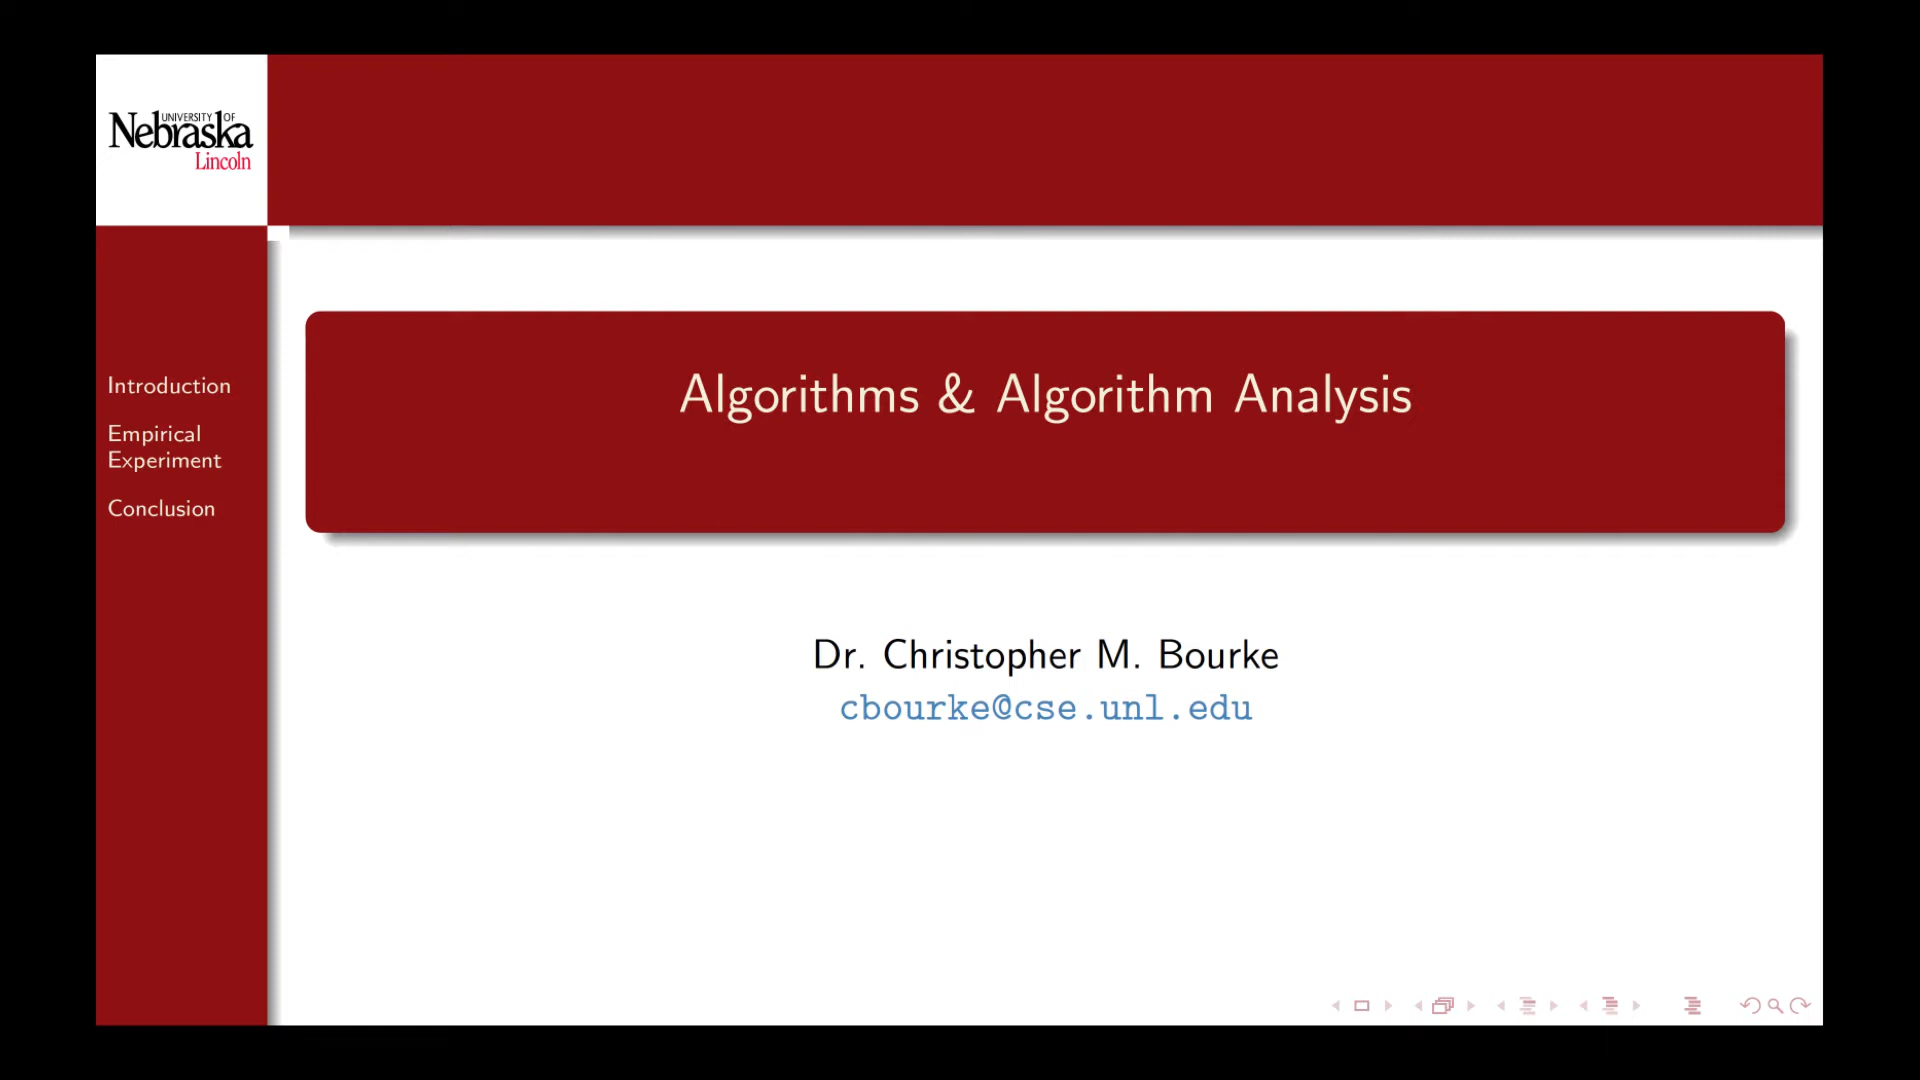 UNIVERSITY OF
Nebraska
Lincoln
Introduction
Empirical
Experiment
Conclusion
Algorithms & Algorithm Analysis
Dr. Christopher M. Bourke
cbourke@cse.unl.edu